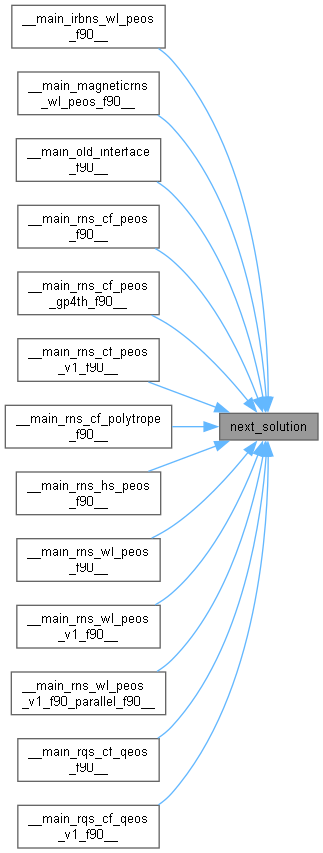 __main_irbns_wl_peos
_f90__
__main_magneticrns
_wl_peos_f90__
__main_old_interface
_f90__
__main_rns_cf_peos
_f90__
__main_rns_cf_peos
_gp4th_f90__
__main_rns_cf_peos
_v1_f90__
__main_rns_cf_polytrope
_f90__
next_solution
__main_rns_hs_peos
_f90__
__main_rns_wl_peos
_f90__
__main_rns_wl_peos
_v1_f90__
__main_rns_wl_peos
_v1_f90_parallel_f90__
__main_rqs_cf_qeos
_f90__
__main_rqs_cf_qeos
_v1_f90__